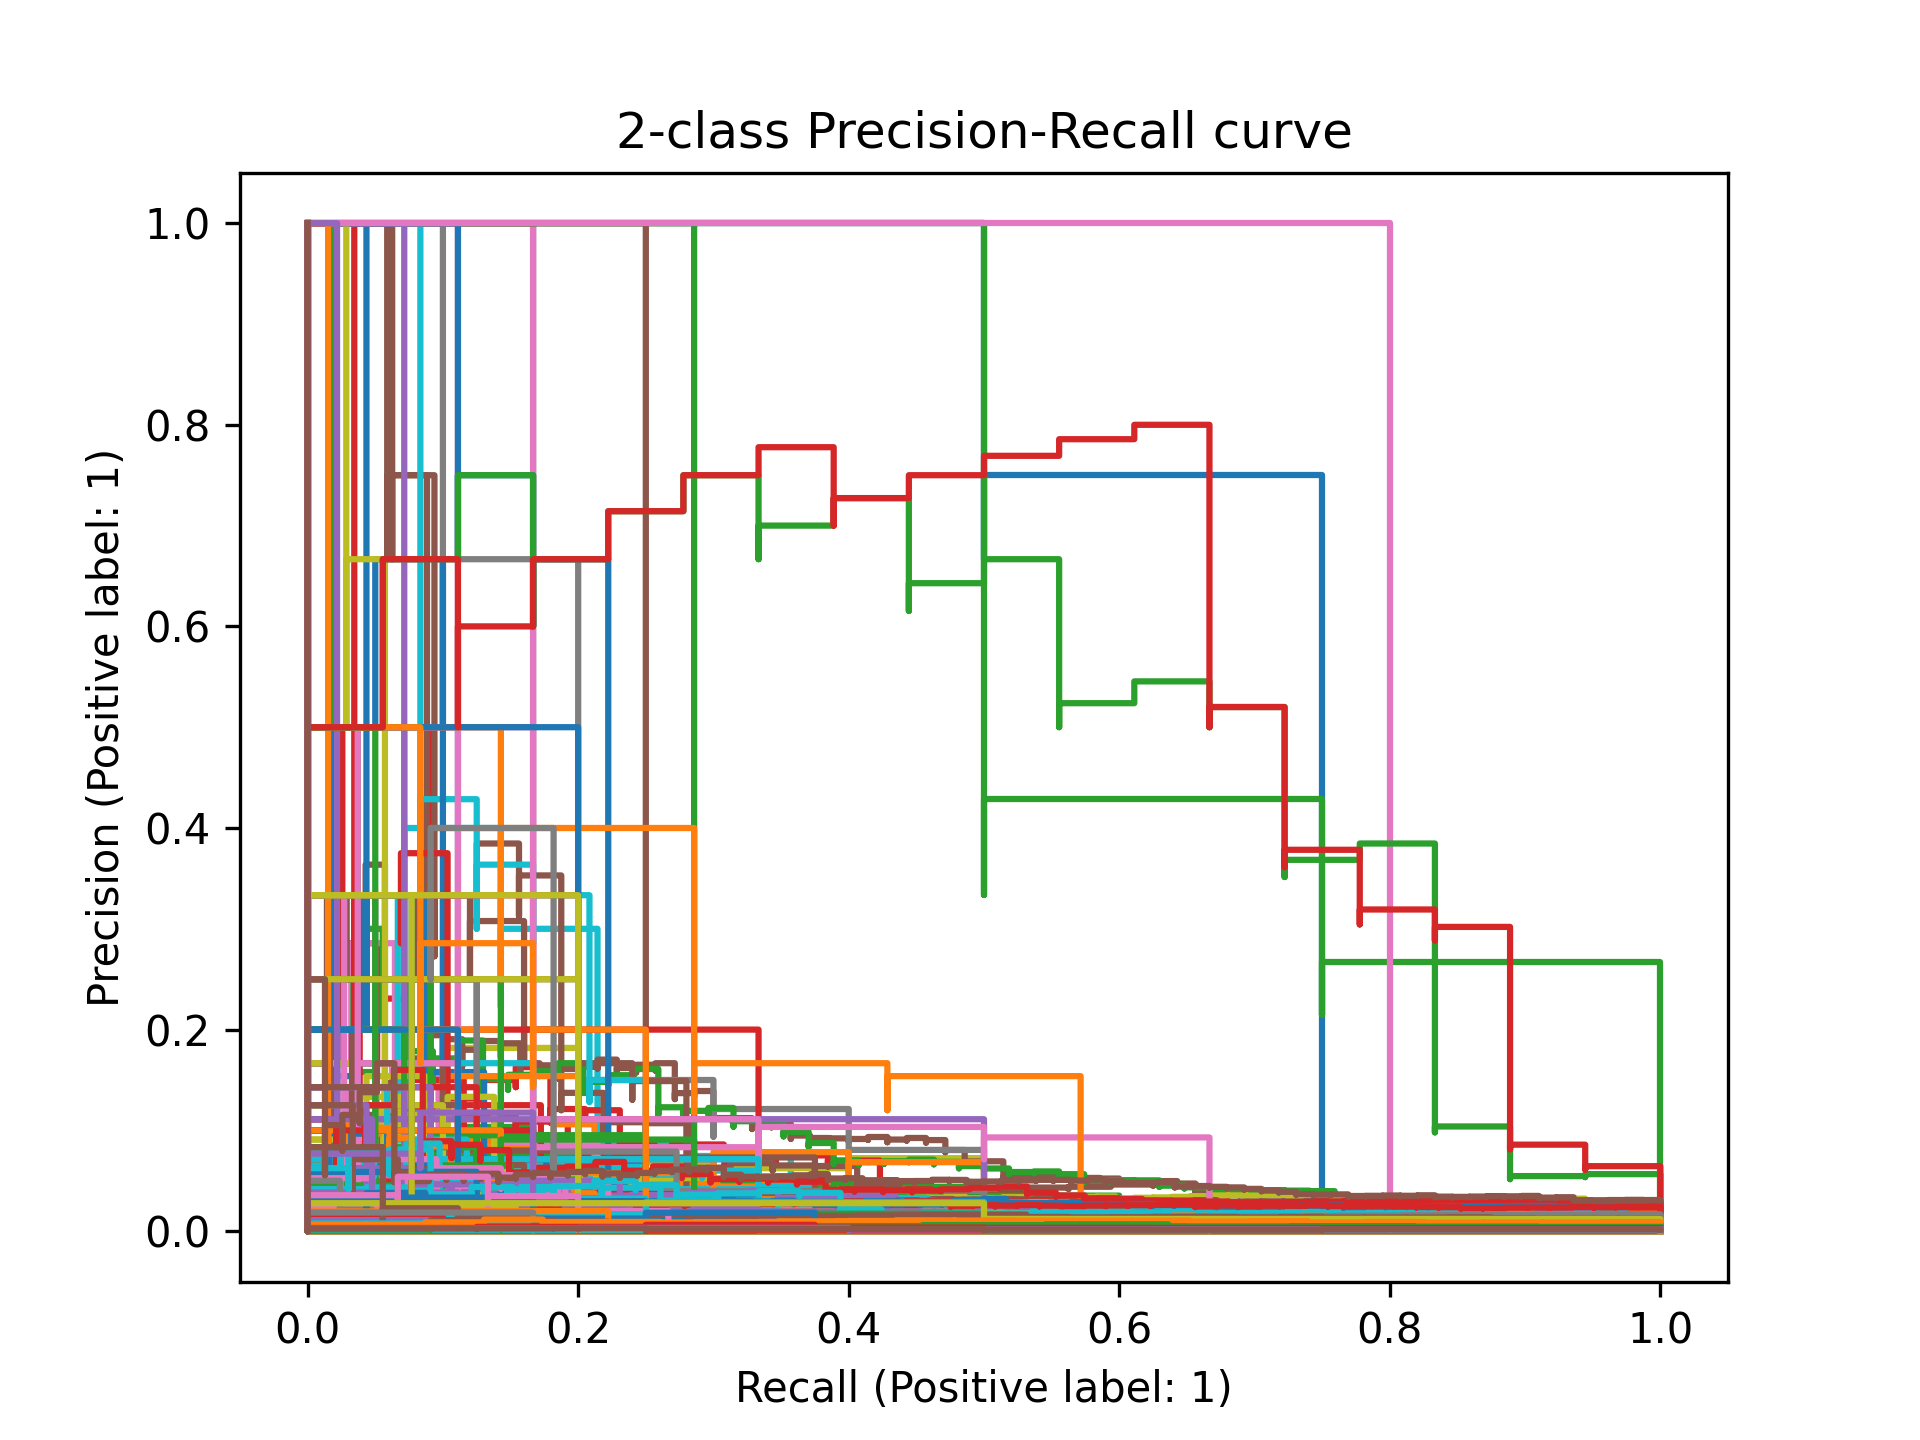 2-class Precision-Recall curve
Precision (Positive label: 1)
1.0
0.8
0.6
0.4
0.2
0.0
0.0 0.2 0.4 0.6 0.8 1.0
Recall (Positive label: 1)